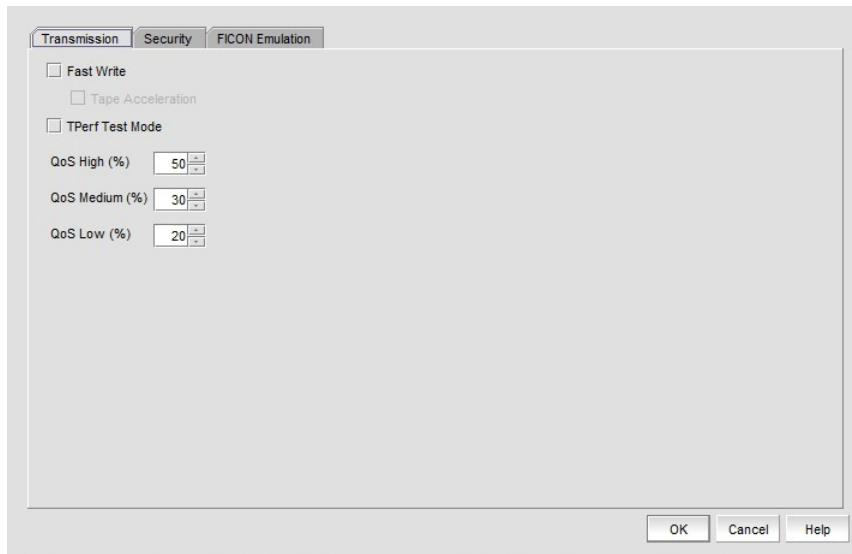 Transmission Security FICON Emulation
Fast Write
Tape Acceleration
TPerf Test Mode
QoS High (%) 50
QoS Medium (%) 30
QoS Low (%) 20
OK Cancel Help